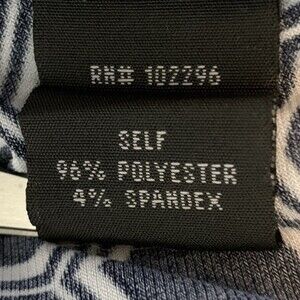 RN# 102296
SELF
96% POLYESTER
4% SPANDEX